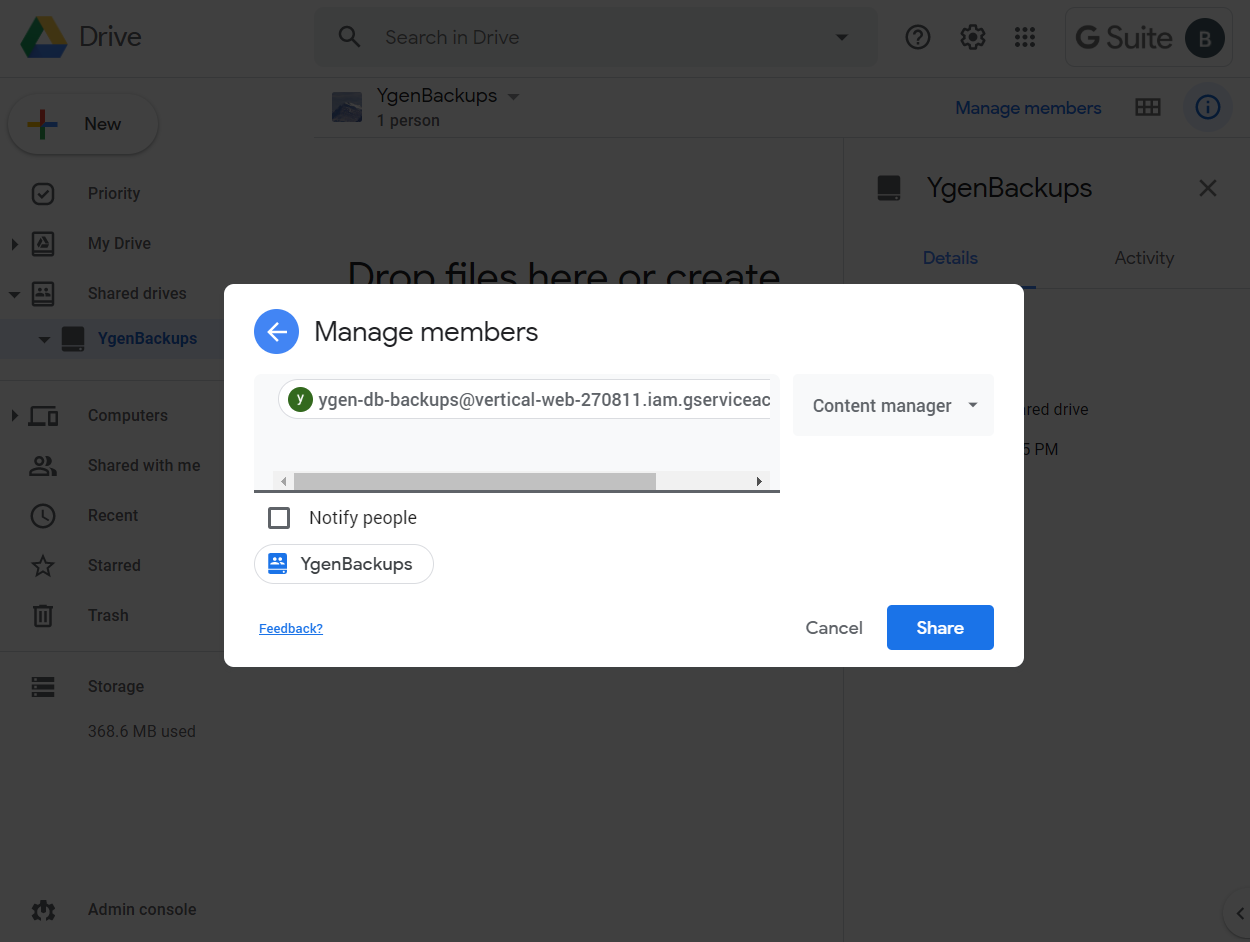 Drive
Search in Drive
G Suite
B
New
YgenBackups
1 person
Manage members
Priority
My Drive
Shared drives
YgenBackups
Computers
Shared with me
Recent
Starred
Trash
Storage
368.6 MB used
Admin console
Drop files here or create
YgenBackups
Details
Activity
red drive
5 PM
Manage members
y
ygen-db-backups@vertical-web-270811.iam.gserviceac
Content manager
Notify people
YgenBackups
Feedback?
Cancel
Share